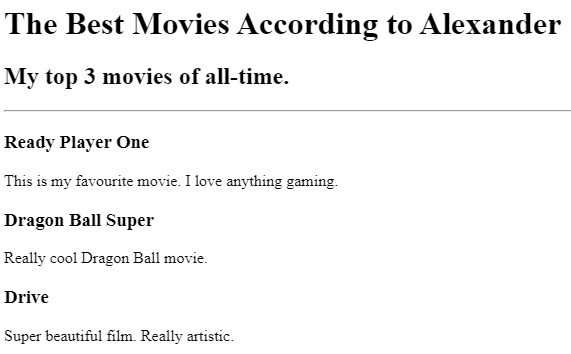 The Best Movies According to Alexander
My top 3 movies of all-time.
Ready Player One
This is my favourite movie. I love anything gaming.
Dragon Ball Super
Really cool Dragon Ball movie.
Drive
Super beautiful film. Really artistic.